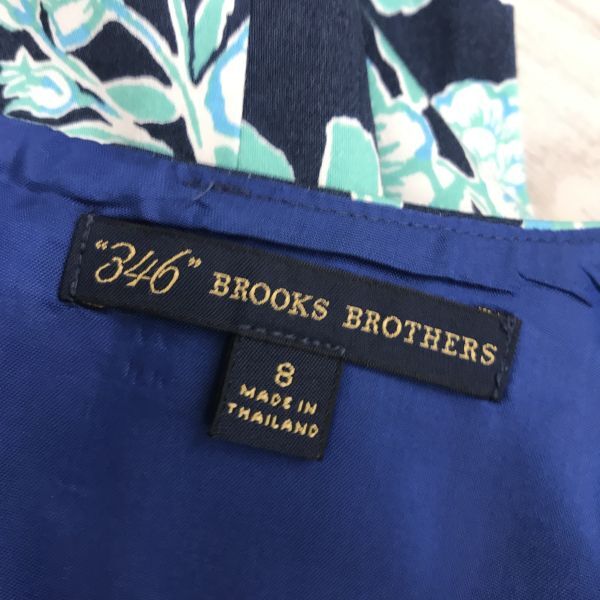 "346" BROOKS BROTHERS
8
MADE IN
THAILAND